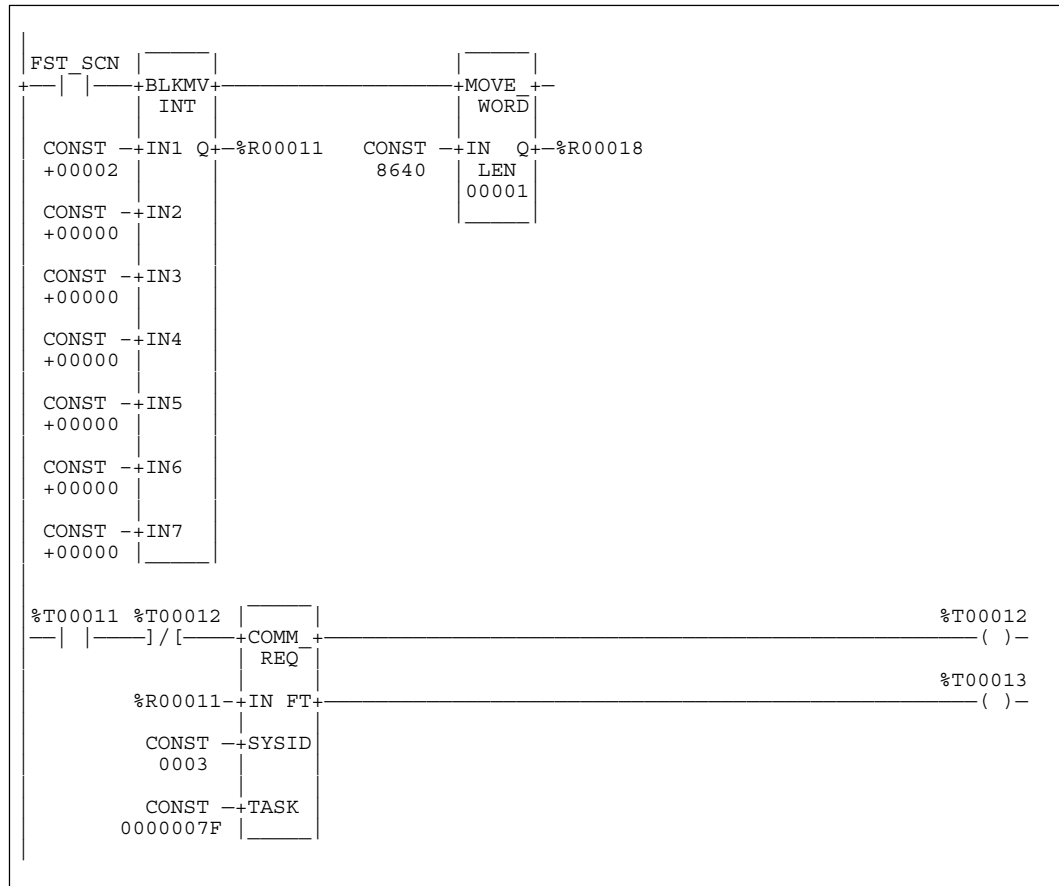 FST_SCN
BLKMV MOVE_
INT WORD
CONST IN1 Q %R00011 CONST IN Q %R00018
+00002 8640 LEN
00001
CONST IN2
+00000
CONST IN3
+00000
CONST IN4
+00000
CONST IN5
+00000
CONST IN6
+00000
CONST IN7
+00000
%T00011 %T00012 %T00012
]/[ COMM_ ( )
REQ
%T00013
%R00011 IN FT ( )
CONST SYSID
0003
CONST TASK
0000007F